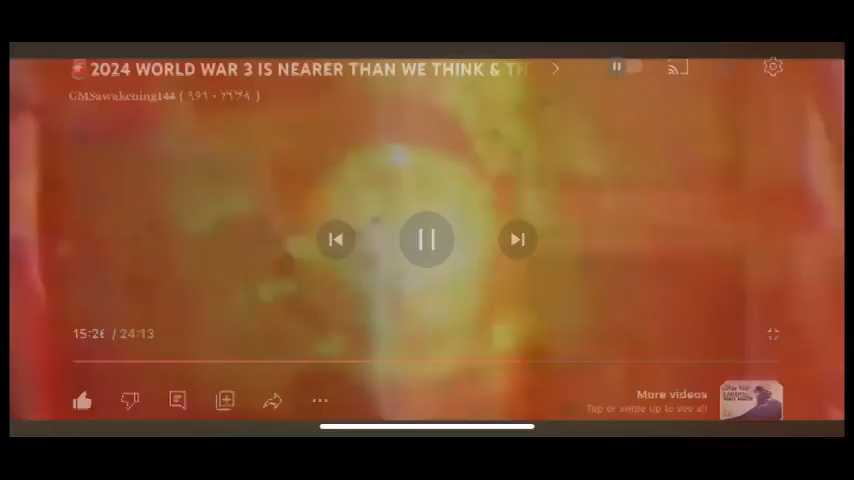 2024 WORLD WAR 3 IS NEARER THAN WE THINK & TH
GMSawakening144 (
15:26 / 24:13
More videos
Tap or swipe up to see all